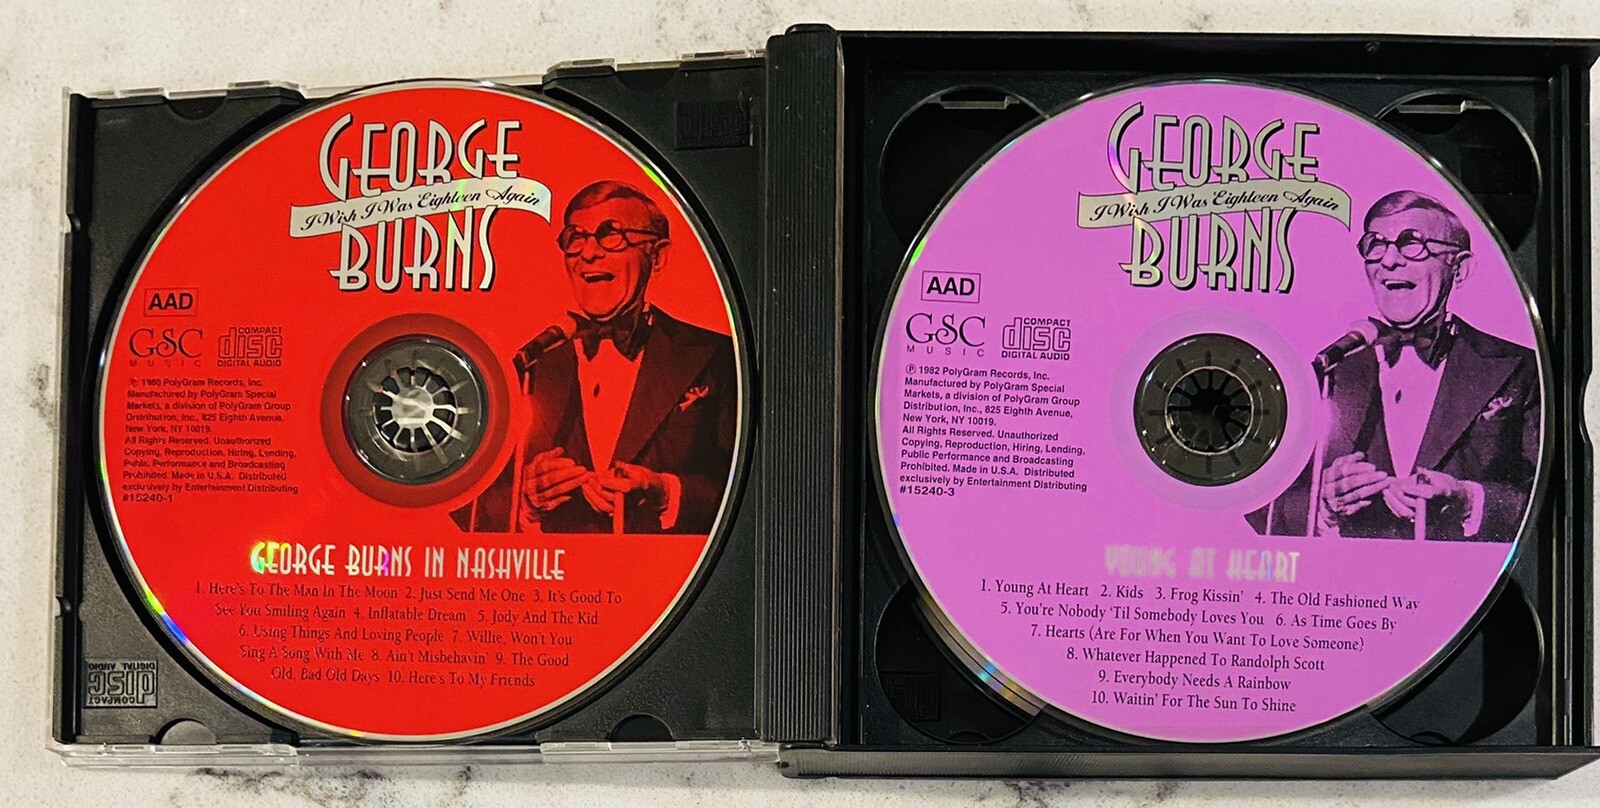 GEORGE
I Wish I Was Eighteen Again
BURNS
AAD
GSC
MUSIC
COMPACT
disc
DIGITAL AUDIO
℗ 1980 PolyGram Records, Inc.
Manufactured by PolyGram Special
Markets, a division of PolyGram Group
Distribution, Inc., 825 Eighth Avenue,
New York, NY 10019.
All Rights Reserved. Unauthorized
Copying, Reproduction, Hiring, Lending,
Public Performance and Broadcasting
Prohibited. Made in U.S.A. Distributed
exclusively by Entertainment Distributing
#15240-1
GEORGE BURNS IN NASHVILLE
1. Here's To The Man In The Moon 2. Just Send Me One 3. It's Good To
See You Smiling Again 4. Inflatable Dream 5. Jody And The Kid
6. Using Things And Loving People 7. Willie, Won't You
Sing A Song With Me 8. Ain't Misbehavin' 9. The Good
Old, Bad Old Days 10. Here's To My Friends
COMPACT
disc
DIGITAL AUDIO
GEORGE
I Wish I Was Eighteen Again
BURNS
AAD
GSC
MUSIC
COMPACT
disc
DIGITAL AUDIO
℗ 1982 PolyGram Records, Inc.
Manufactured by PolyGram Special
Markets, a division of PolyGram Group
Distribution, Inc., 825 Eighth Avenue,
New York, NY 10019.
All Rights Reserved. Unauthorized
Copying, Reproduction, Hiring, Lending,
Public Performance and Broadcasting
Prohibited. Made in U.S.A. Distributed
exclusively by Entertainment Distributing
#15240-3
YOUNG AT HEART
1. Young At Heart 2. Kids 3. Frog Kissin' 4. The Old Fashioned Way
5. You're Nobody 'Til Somebody Loves You 6. As Time Goes By
7. Hearts (Are For When You Want To Love Someone)
8. Whatever Happened To Randolph Scott
9. Everybody Needs A Rainbow
10. Waitin' For The Sun To Shine